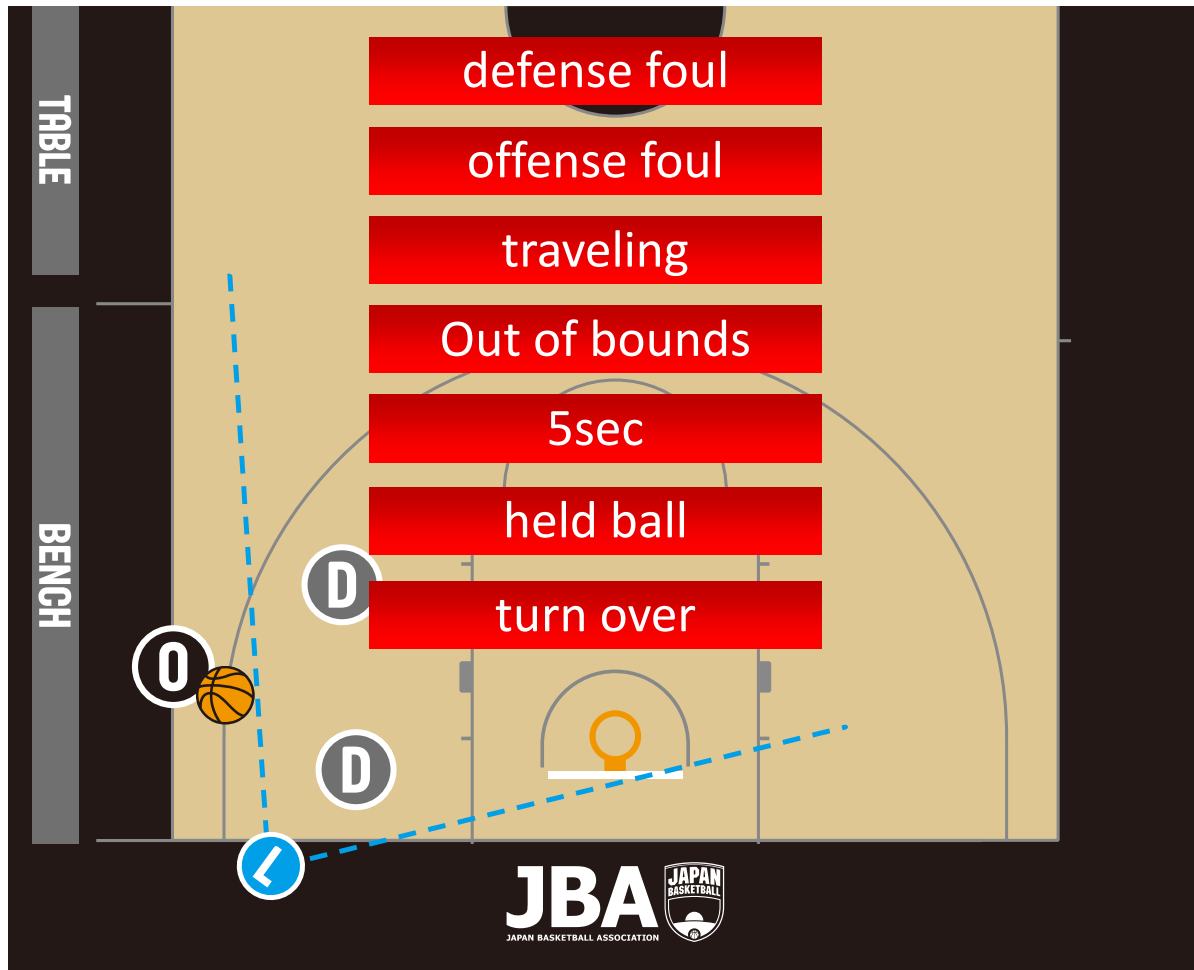 defense foul
TABLE
offense foul
traveling
Out of bounds
5sec
held ball
BENCH
D
turn over
O
D
L
JBA
JAPAN BASKETBALL ASSOCIATION
JAPAN
BASKETBALL